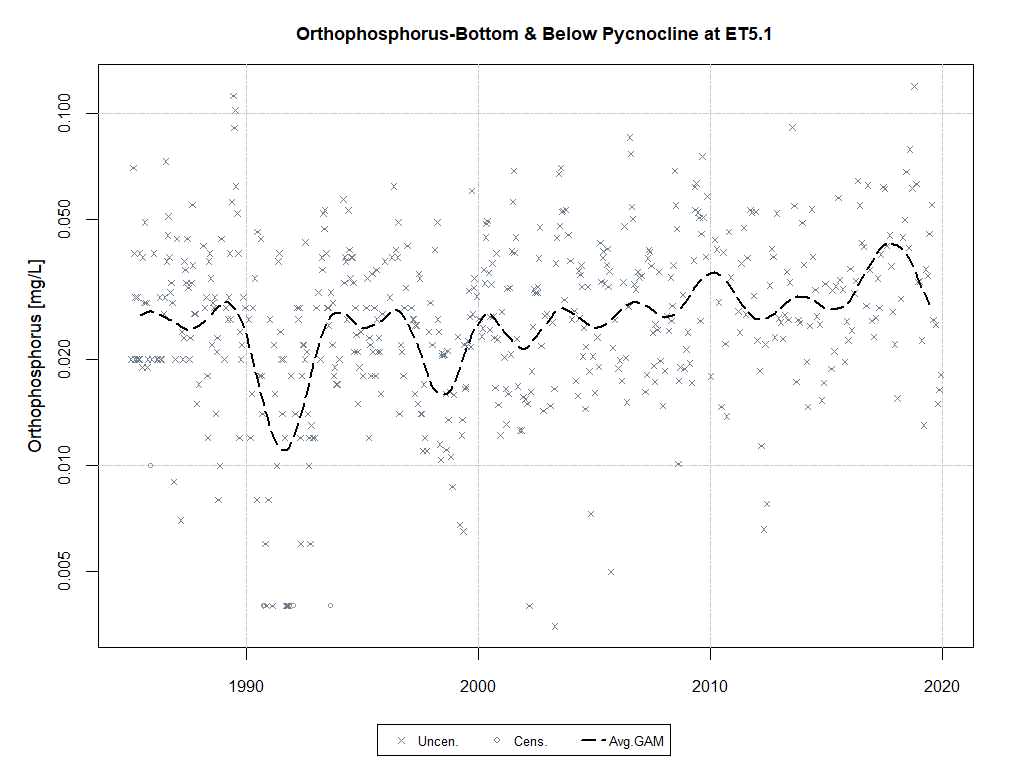 Orthophosphorus-Bottom & Below Pycnocline at ET5.1
Orthophosphorus [mg/L]
0.100
0.050
0.020
0.010
0.005
1990 2000 2010 2020
Uncen. Cens. Avg.GAM